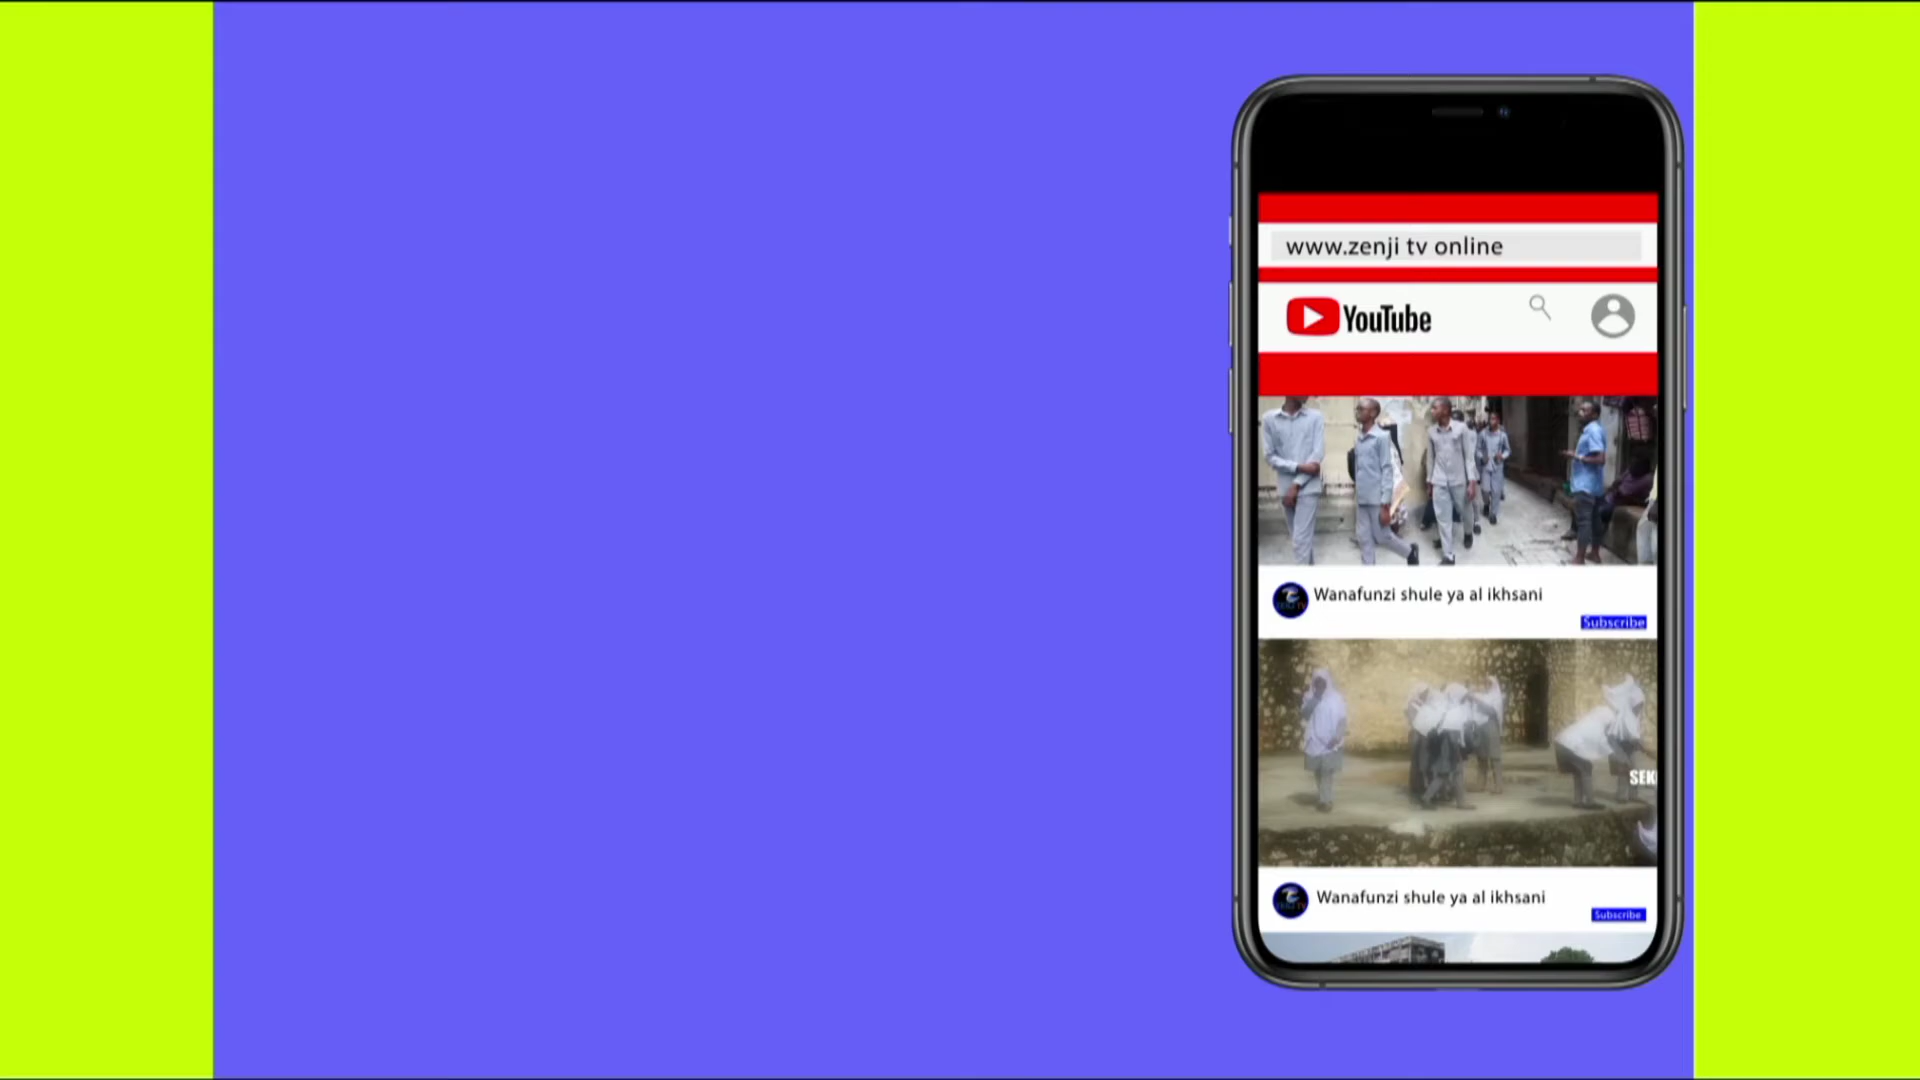 www.zenji tv online
YouTube
Wanafunzi shule ya al ikhsani
Subscribe
Wanafunzi shule ya al ikhsani
Subscribe